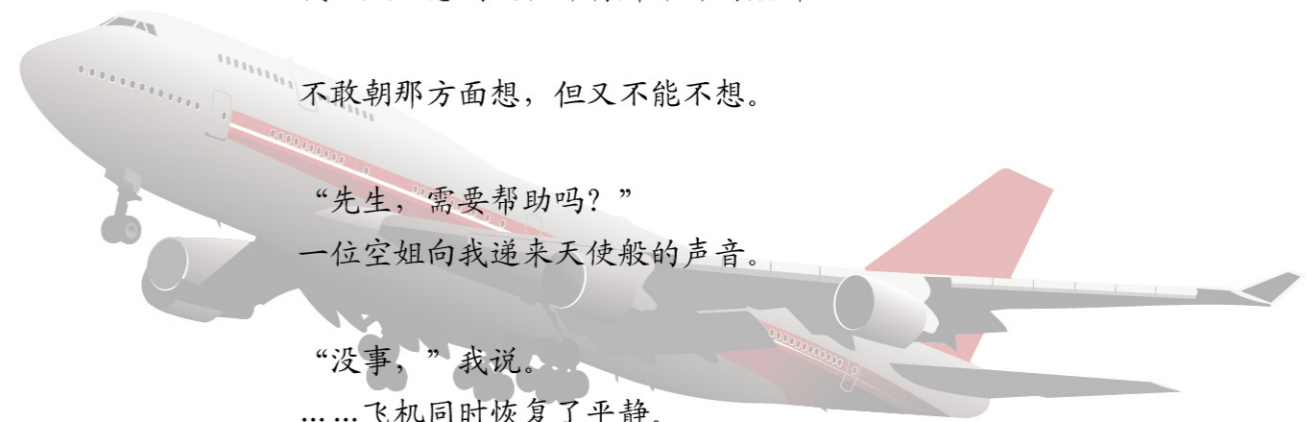 不敢朝那方面想，但又不能不想。
“先生，需要帮助吗？”
一位空姐向我递来天使般的声音。
“没事，”我说。
……飞机同时恢复了平静。